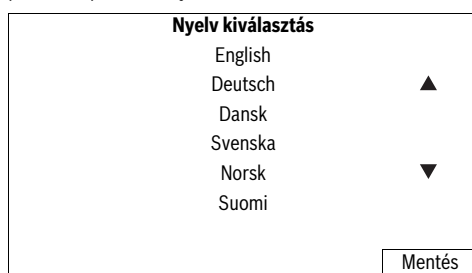 Nyelv kiválasztás
English
Deutsch
Dansk
Svenska
Norsk
Suomi
Mentés